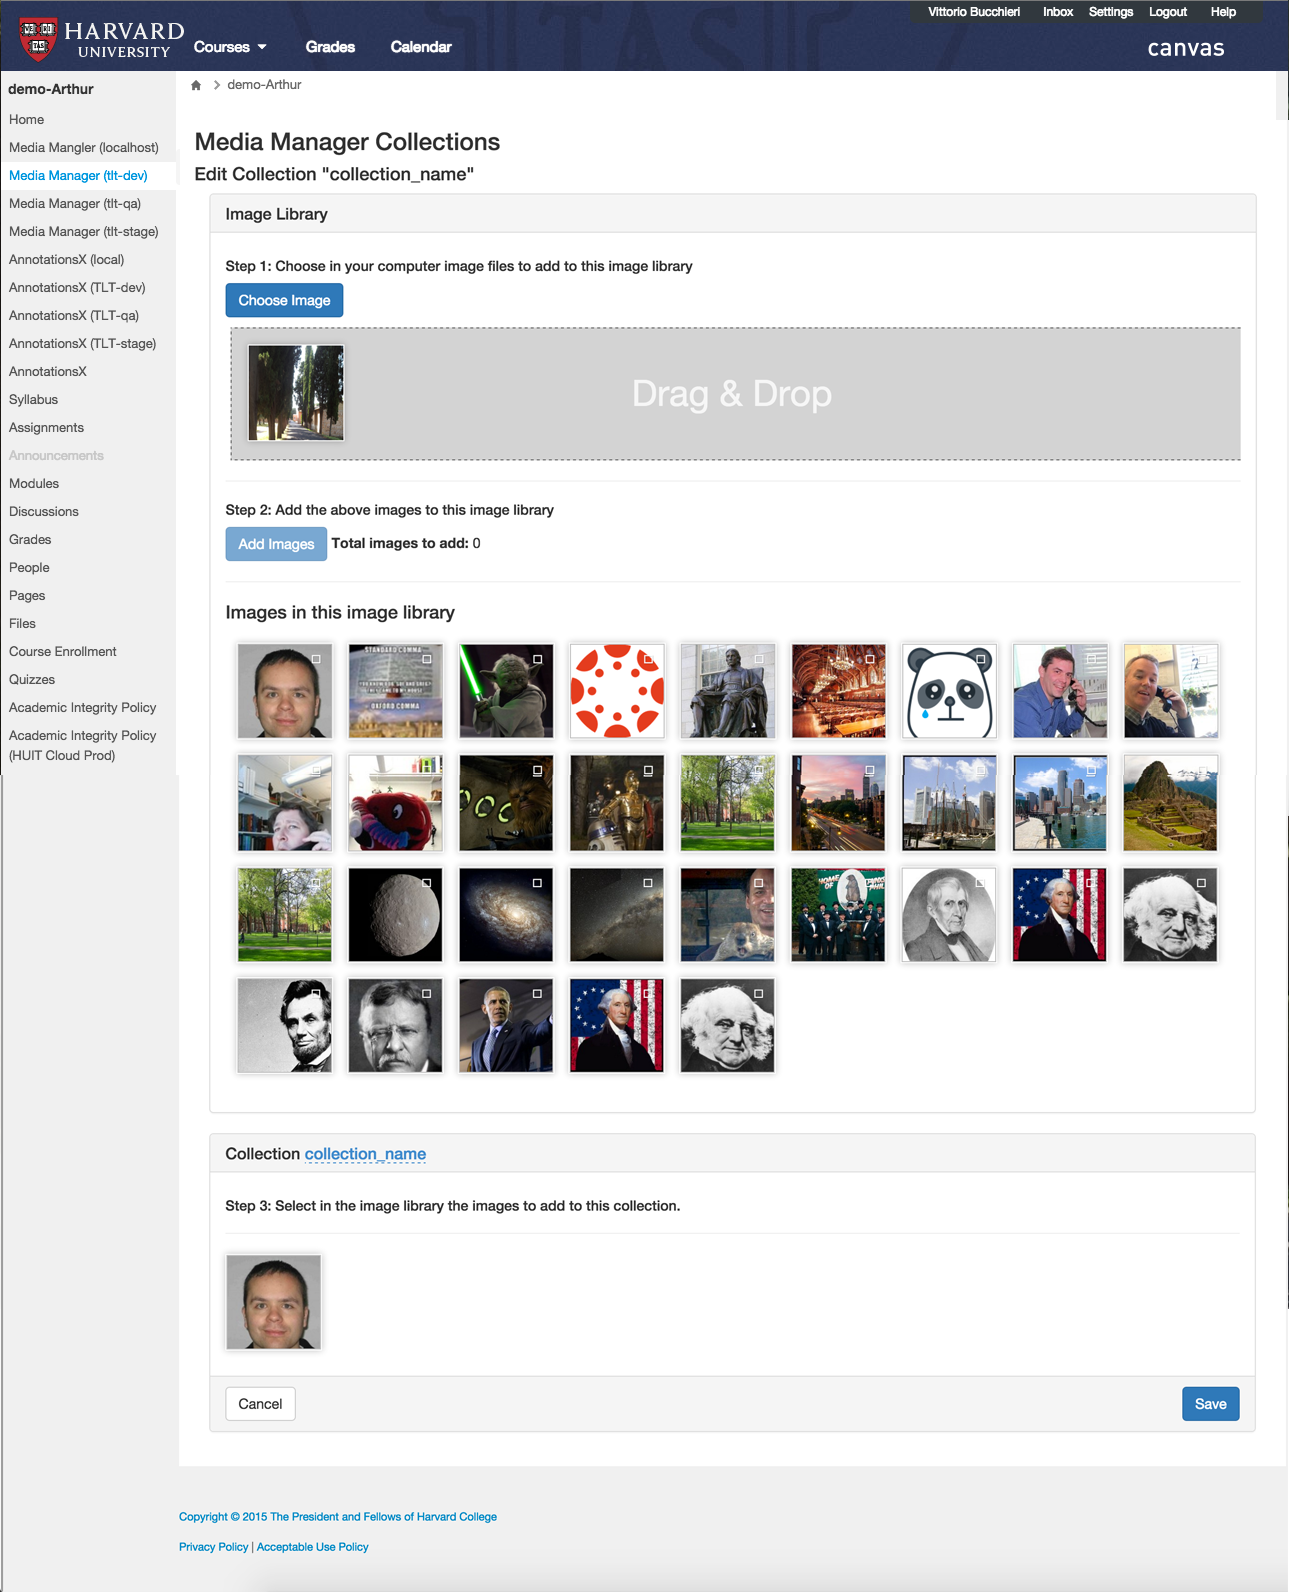 Vittorio Bucchieri Inbox Settings Logout Help
HARVARD
UNIVERSITY
Courses Grades Calendar
canvas
demo-Arthur
demo-Arthur
Home
Media Mangler (localhost)
Media Manager (tlt-dev)
Media Manager (tlt-qa)
Media Manager (tlt-stage)
AnnotationsX (local)
AnnotationsX (TLT-dev)
AnnotationsX (TLT-qa)
AnnotationsX (TLT-stage)
AnnotationsX
Syllabus
Assignments
Announcements
Modules
Discussions
Grades
People
Pages
Files
Course Enrollment
Quizzes
Academic Integrity Policy
Academic Integrity Policy
(HUIT Cloud Prod)
Media Manager Collections
Edit Collection "collection_name"
Image Library
Step 1: Choose in your computer image files to add to this image library
Choose Image
Drag & Drop
Step 2: Add the above images to this image library
Add Images Total images to add: 0
Images in this image library
STANDARD COMMA
OXFORD COMMA
HOME
OF
Collection collection_name
Step 3: Select in the image library the images to add to this collection.
Cancel
Save
Copyright © 2015 The President and Fellows of Harvard College
Privacy Policy | Acceptable Use Policy